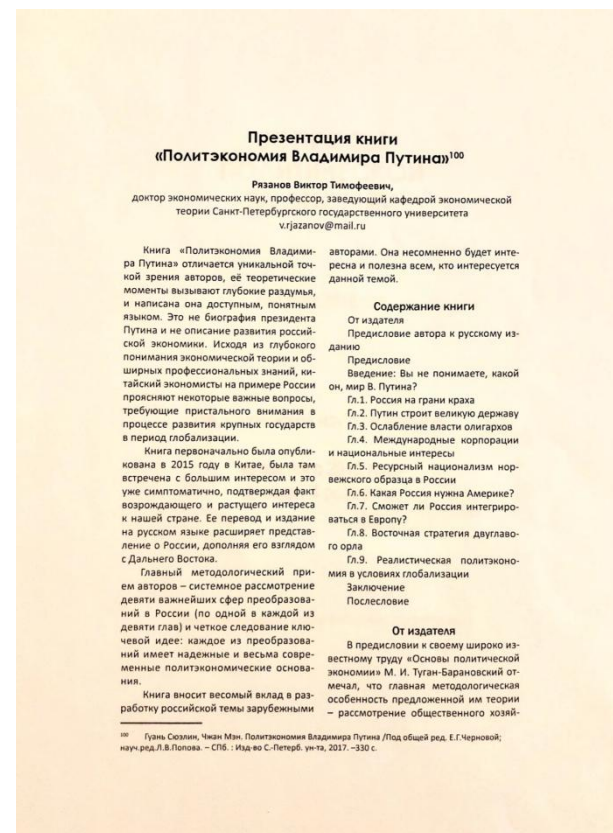 Презентация книги
«Политэкономия Владимира Путина»¹⁰⁰
Рязанов Виктор Тимофеевич,
доктор экономических наук, профессор, заведующий кафедрой экономической
теории Санкт-Петербургского государственного университета
v.rjazanov@mail.ru
Книга «Политэкономия Владими-
ра Путина» отличается уникальной точ-
кой зрения авторов, её теоретические
моменты вызывают глубокие раздумья,
и написана она доступным, понятным
языком. Это не биография президента
Путина и не описание развития россий-
ской экономики. Исходя из глубокого
понимания экономической теории и об-
ширных профессиональных знаний, ки-
тайский экономисты на примере России
проясняют некоторые важные вопросы,
требующие пристального внимания в
процессе развития крупных государств
в период глобализации.
Книга первоначально была опубли-
кована в 2015 году в Китае, была там
встречена с большим интересом и это
уже симптоматично, подтверждая факт
возрождающего и растущего интереса
к нашей стране. Ее перевод и издание
на русском языке расширяет представ-
ление о России, дополняя его взглядом
с Дальнего Востока.
Главный методологический при-
ем авторов – системное рассмотрение
девяти важнейших сфер преобразова-
ний в России (по одной в каждой из
девяти глав) и четкое следование клю-
чевой идее: каждое из преобразова-
ний имеет надежные и весьма совре-
менные политэкономические основа-
ния.
Книга вносит весомый вклад в раз-
работку российской темы зарубежными
авторами. Она несомненно будет инте-
ресна и полезна всем, кто интересуется
данной темой.
Содержание книги
От издателя
Предисловие автора к русскому из-
данию
Предисловие
Введение: Вы не понимаете, какой
он, мир В. Путина?
Гл.1. Россия на грани краха
Гл.2. Путин строит великую державу
Гл.3. Ослабление власти олигархов
Гл.4. Международные корпорации
и национальные интересы
Гл.5. Ресурсный национализм нор-
вежского образца в России
Гл.6. Какая Россия нужна Америке?
Гл.7. Сможет ли Россия интегриро-
ваться в Европу?
Гл.8. Восточная стратегия двуглаво-
го орла
Гл.9. Реалистическая политэконо-
мия в условиях глобализации
Заключение
Послесловие
От издателя
В предисловии к своему широко из-
вестному труду «Основы политической
экономии» М. И. Туган-Барановский от-
мечал, что главная методологическая
особенность предложенной им теории
– рассмотрение общественного хозяй-
¹⁰⁰ Гуань Сюэлин, Чжан Мэн. Политэкономия Владимира Путина /Под общей ред. Е.Г.Черновой;
науч.ред.Л.В.Попова. – СПб. : Изд-во С.-Петерб. ун-та, 2017. –330 с.